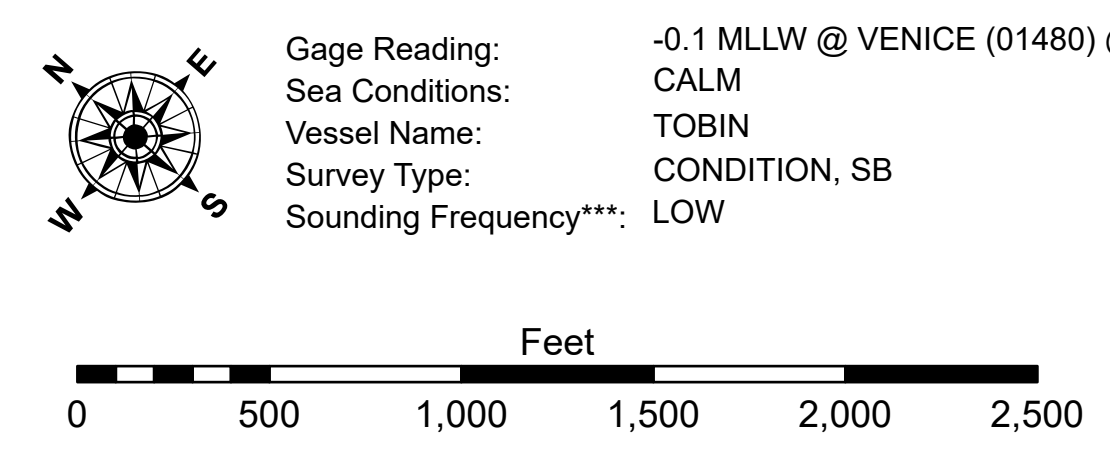 N E
W S
Gage Reading: -0.1 MLLW @ VENICE (01480)
Sea Conditions: CALM
Vessel Name: TOBIN
Survey Type: CONDITION, SB
Sounding Frequency***: LOW
Feet
0 500 1,000 1,500 2,000 2,500